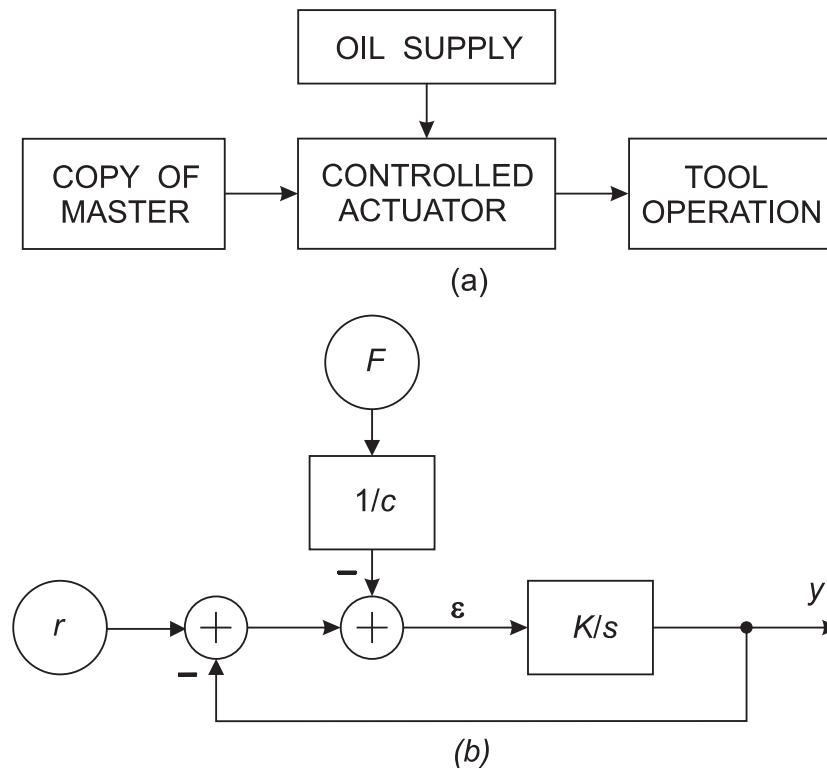 OIL SUPPLY
COPY OF
MASTER
CONTROLLED
ACTUATOR
TOOL
OPERATION
(a)
F
1/c
−
r
+
+
ε
K/s
y
−
(b)